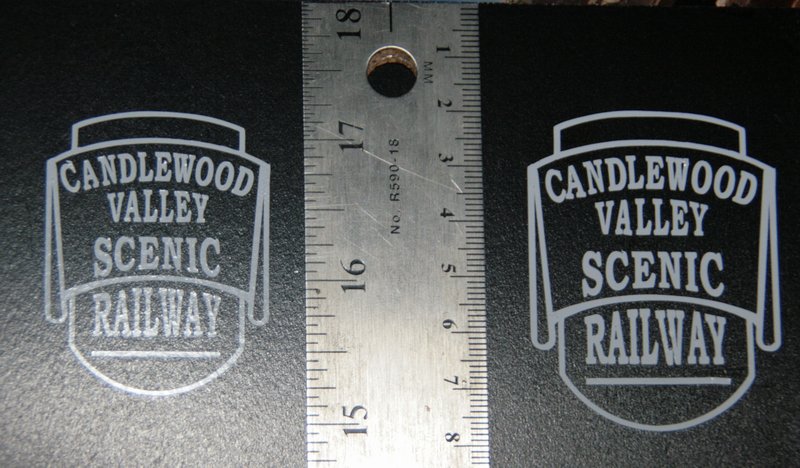 CANDLEWOOD
VALLEY
SCENIC
RAILWAY
18
17
16
15
No. R590-18
MM
1
2
3
4
5
6
7
8
CANDLEWOOD
VALLEY
SCENIC
RAILWAY